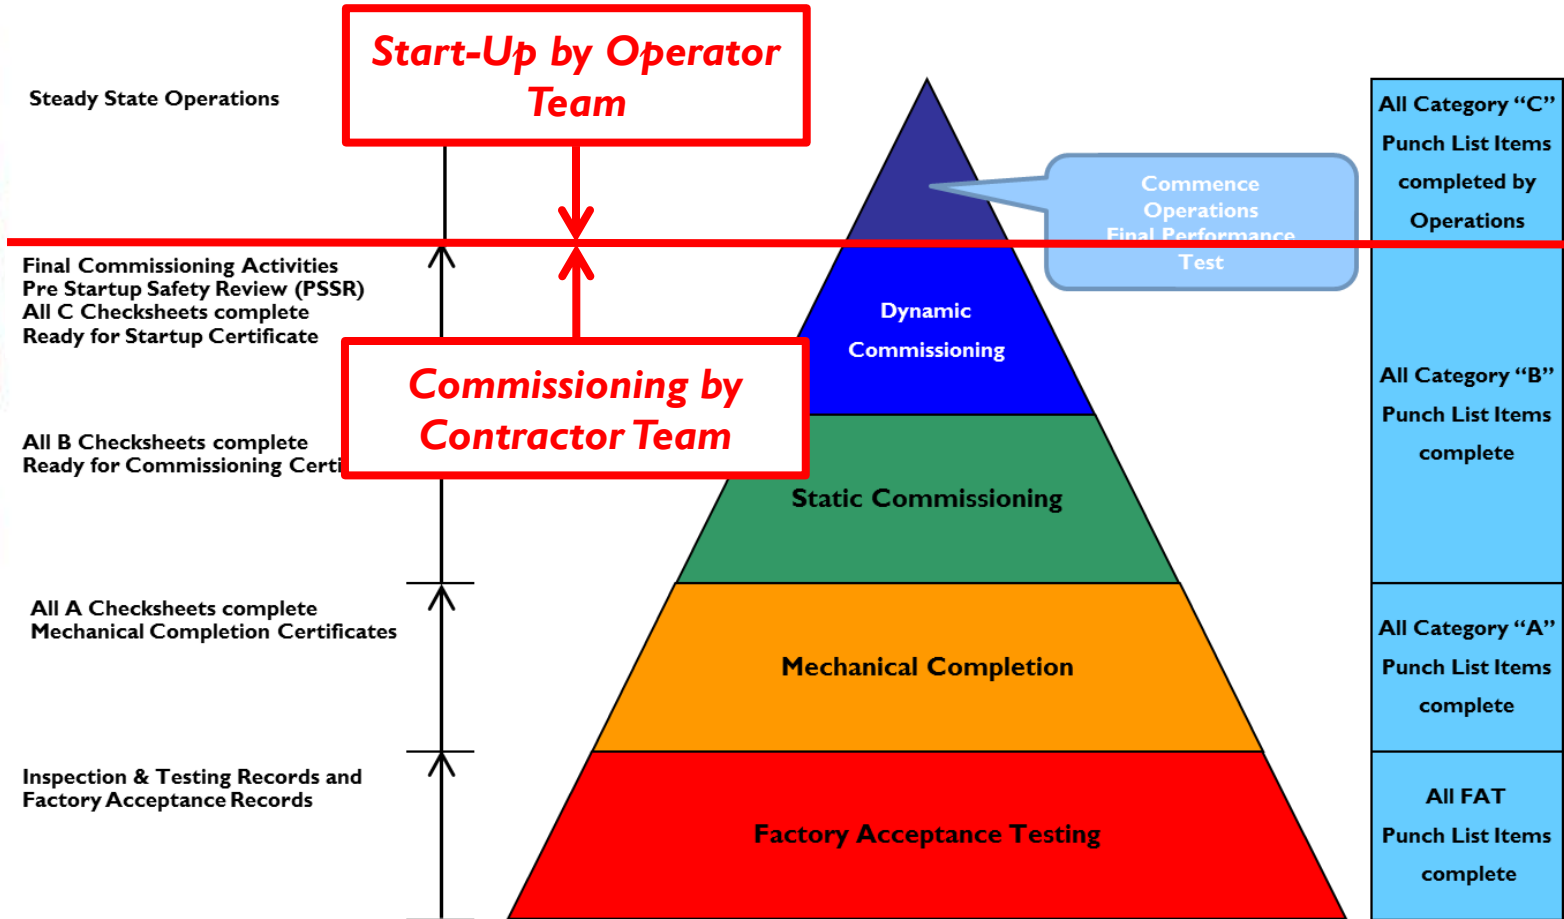 Start-Up by Operator
Team
Steady State Operations
All Category “C”
Punch List Items
completed by
Operations
Commence
Operations
Final Performance
Test
Final Commissioning Activities
Pre Startup Safety Review (PSSR)
All C Checksheets complete
Ready for Startup Certificate
Dynamic
Commissioning
Commissioning by
Contractor Team
All Category “B”
Punch List Items
complete
All B Checksheets complete
Ready for Commissioning Certi
Static Commissioning
All A Checksheets complete
Mechanical Completion Certificates
Mechanical Completion
All Category “A”
Punch List Items
complete
Inspection & Testing Records and
Factory Acceptance Records
Factory Acceptance Testing
All FAT
Punch List Items
complete